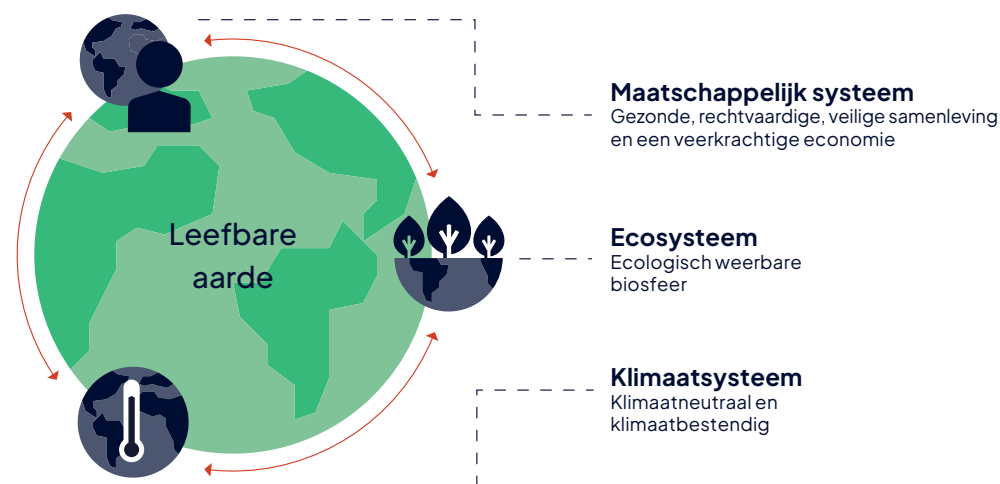 Leefbare
aarde
Maatschappelijk systeem
Gezonde, rechtvaardige, veilige samenleving
en een veerkrachtige economie
Ecosysteem
Ecologisch weerbare
biosfeer
Klimaatsysteem
Klimaatneutraal en
klimaatbestendig